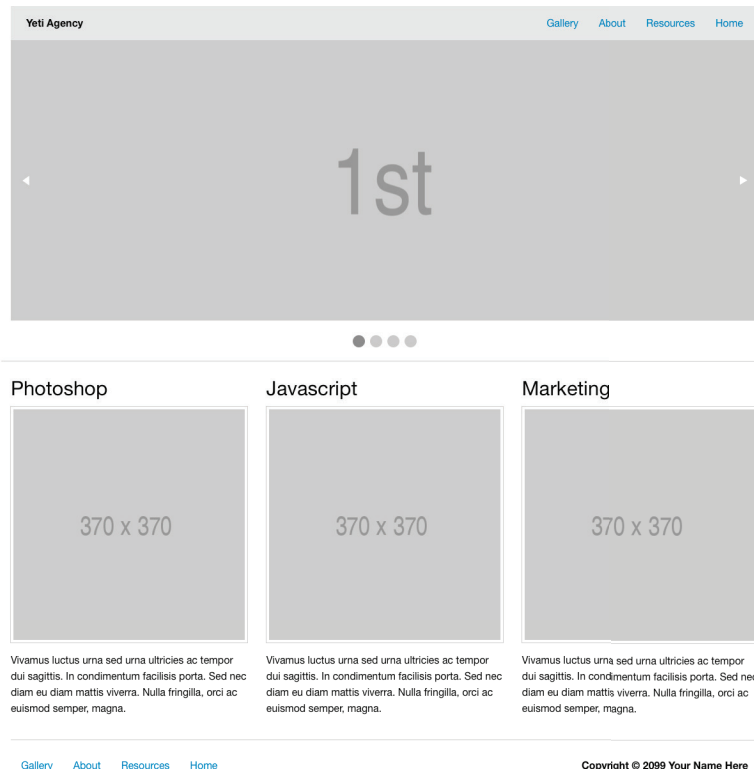 Yeti Agency
Gallery About Resources Home
1st
Photoshop
370 x 370
Vivamus luctus urna sed urna ultricies ac tempor
dui sagittis. In condimentum facilisis porta. Sed nec
diam eu diam mattis viverra. Nulla fringilla, orci ac
euismod semper, magna.
Javascript
370 x 370
Vivamus luctus urna sed urna ultricies ac tempor
dui sagittis. In condimentum facilisis porta. Sed nec
diam eu diam mattis viverra. Nulla fringilla, orci ac
euismod semper, magna.
Marketing
370 x 370
Vivamus luctus urna sed urna ultricies ac tempor
dui sagittis. In condimentum facilisis porta. Sed nec
diam eu diam mattis viverra. Nulla fringilla, orci ac
euismod semper, magna.
Gallery About Resources Home
Copyright © 2099 Your Name Here